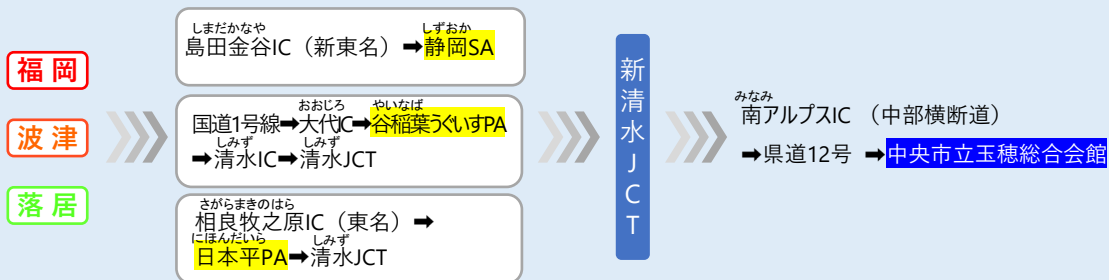 福岡
波津
落居
しまだかなや しずおか
島田金谷IC（新東名）➡静岡SA
おおじろ やいなば
国道1号線➡大代IC➡谷稲葉うぐいすPA
しみず しみず
➡清水IC➡清水JCT
さがらまきのはら
相良牧之原IC（東名）➡
にほんだいら しみず
日本平PA➡清水JCT
新清水JCT
みなみ
南アルプスIC （中部横断道）
➡県道12号 ➡中央市立玉穂総合会館